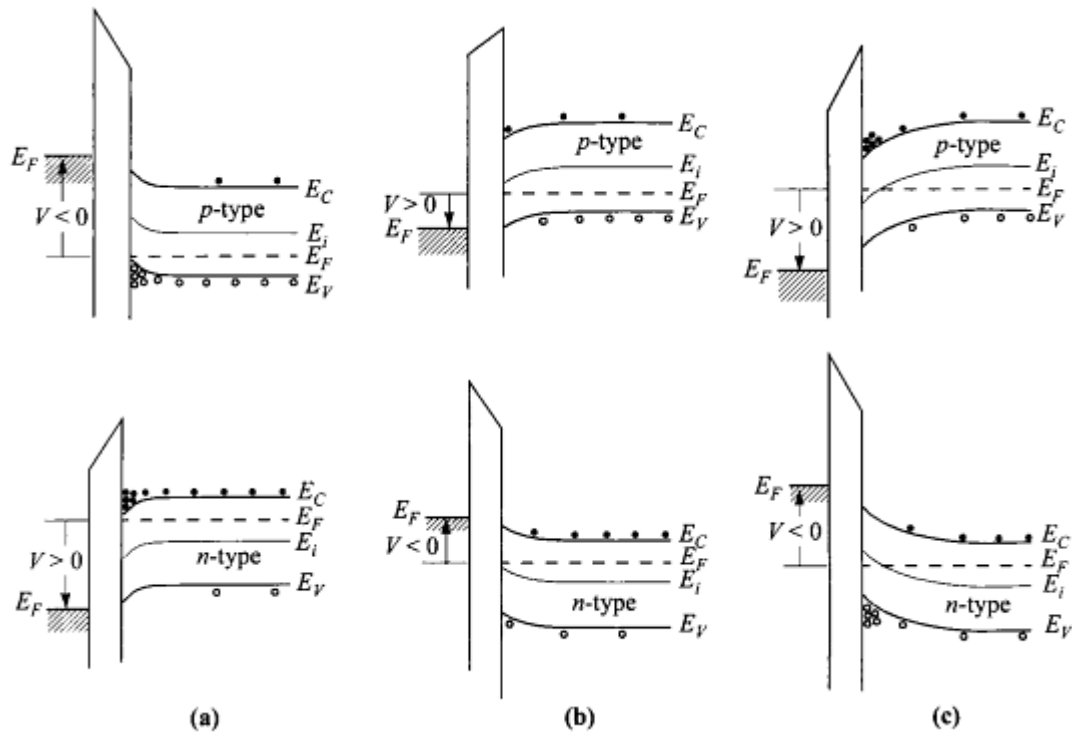 E_C
p-type
E_i
E_F
E_V
E_F
V < 0
E_C
p-type
E_i
E_F
E_V
V > 0
E_F
E_C
p-type
E_i
E_F
E_V
V > 0
E_F
E_C
E_F
E_i
n-type
E_V
V > 0
E_F
E_F
V < 0
E_C
E_F
E_i
n-type
E_V
E_F
V < 0
E_C
E_F
E_i
n-type
E_V
(a) (b) (c)